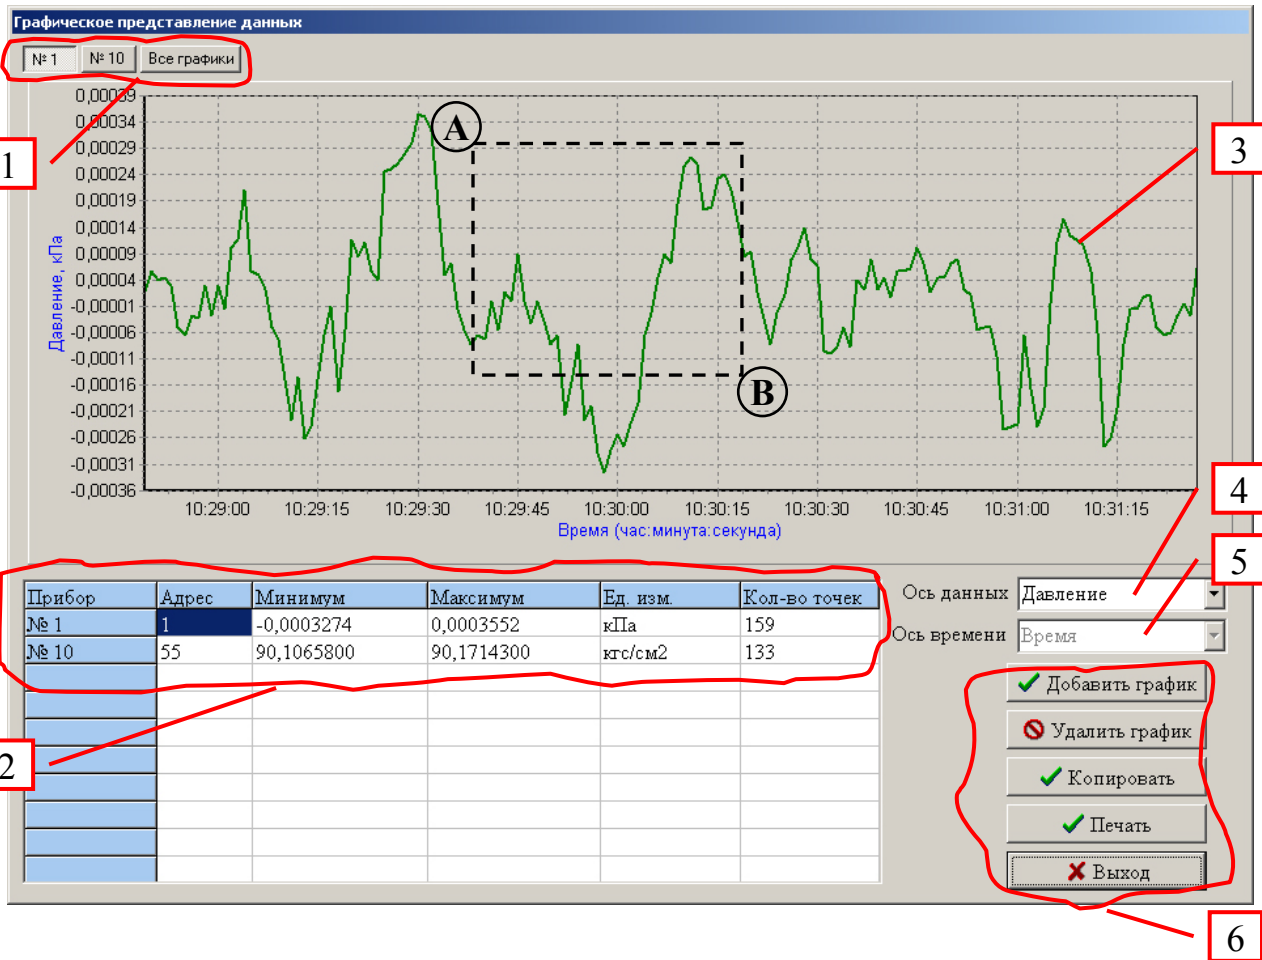 Графическое представление данных
№ 1 № 10 Все графики
1
0,00039
0,00034
0,00029
0,00024
0,00019
0,00014
0,00009
0,00004
-0,00001
-0,00006
-0,00011
-0,00016
-0,00021
-0,00026
-0,00031
-0,00036
Давление, кПа
A
B
3
10:29:00 10:29:15 10:29:30 10:29:45 10:30:00 10:30:15 10:30:30 10:30:45 10:31:00 10:31:15
Время (час:минута:секунда)
4
5
Прибор Адрес Минимум Максимум Ед. изм. Кол-во точек
№ 1 1 -0,0003274 0,0003552 кПа 159
№ 10 55 90,1065800 90,1714300 кгс/см2 133
2
Ось данных Давление
Ось времени Время
Добавить график
Удалить график
Копировать
Печать
Выход
6